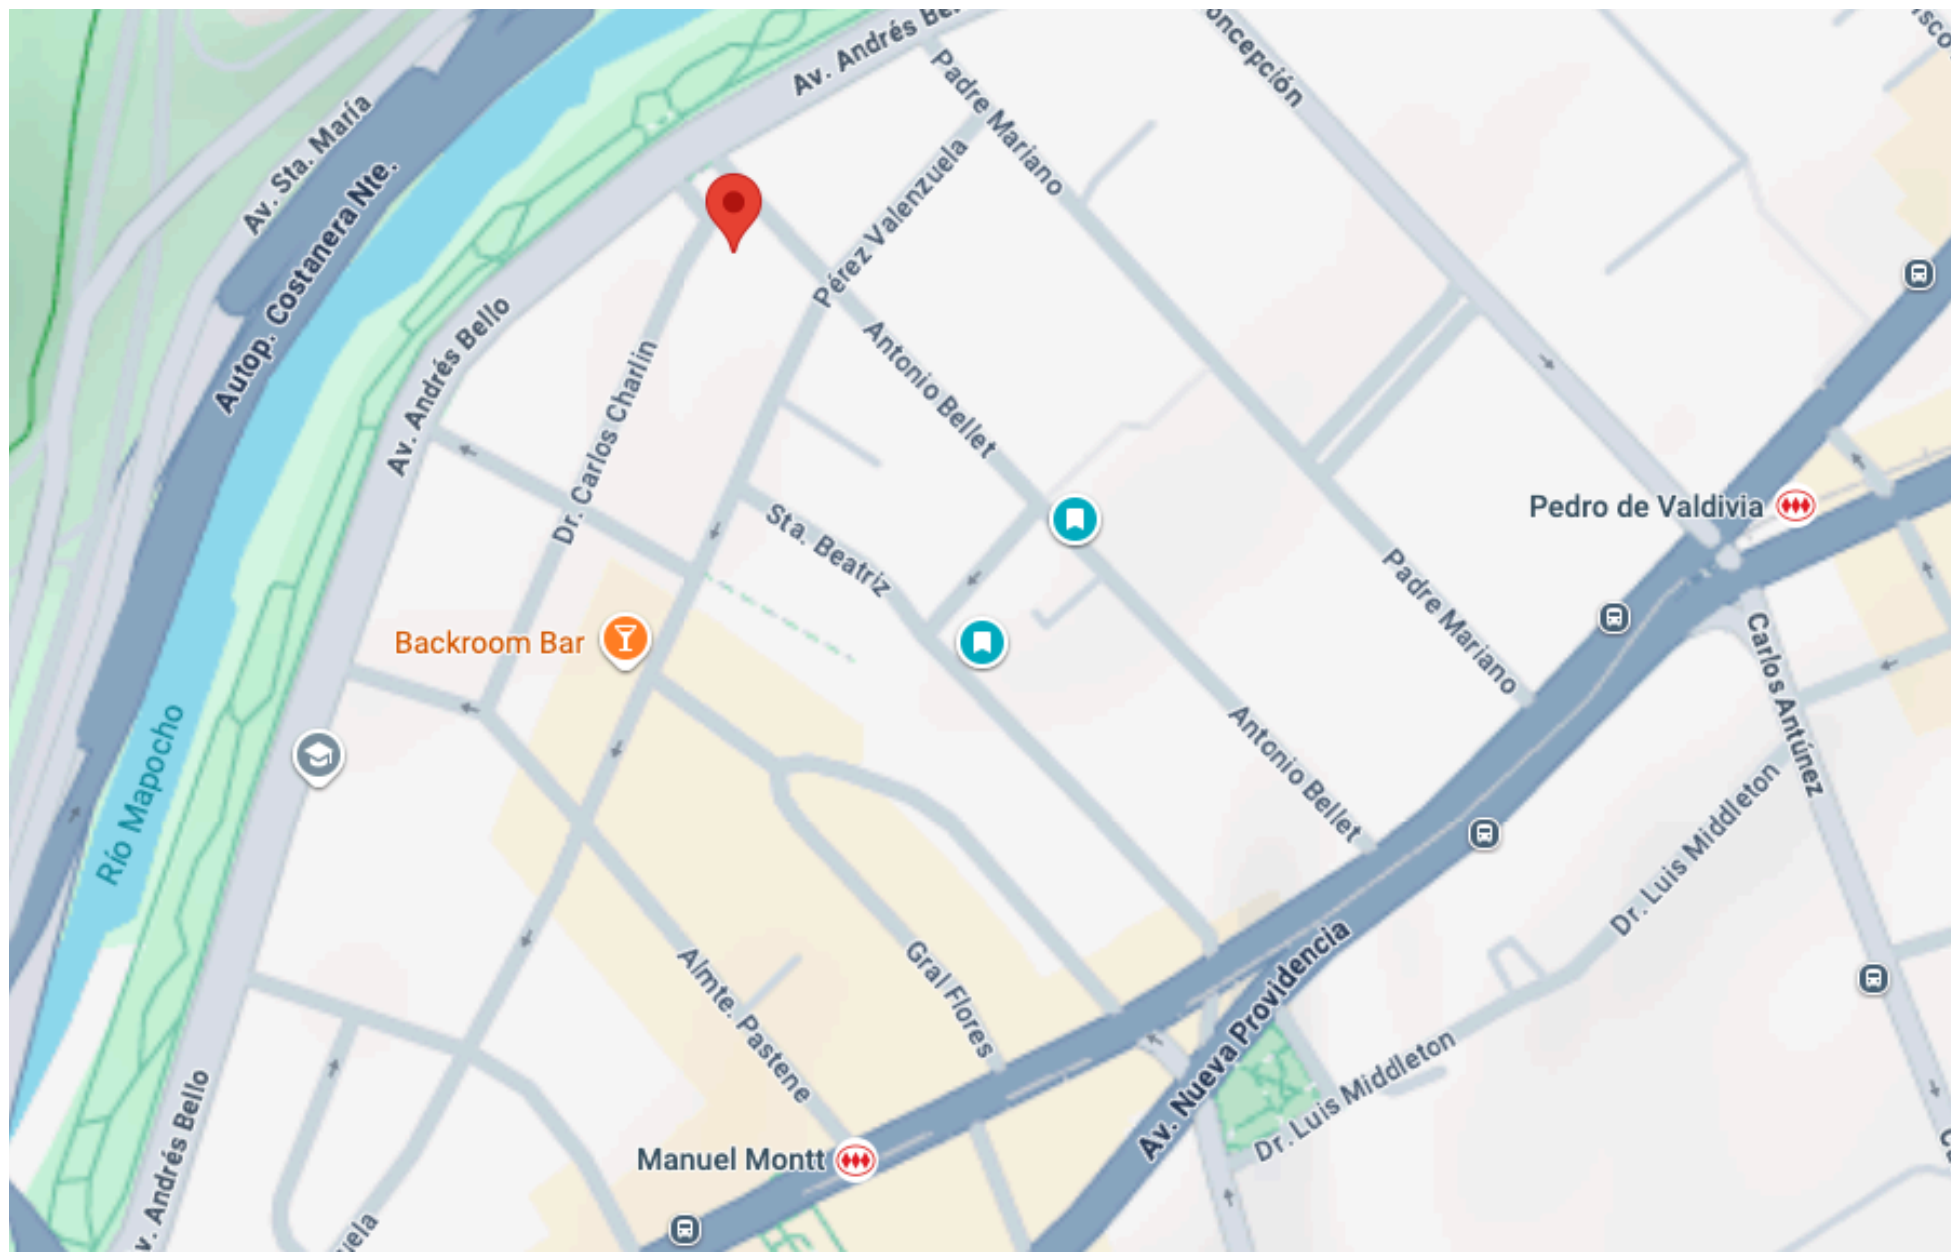 Av. Andrés Be
Padre Mariano
oncepción
Av. Sta. María
Autop. Costanera Nte.
Pérez Valenzuela
Av. Andrés Bello
Antonio Bellet
Dr. Carlos Charlin
Sta. Beatriz
Pedro de Valdivia
Padre Mariano
Backroom Bar
Carlos Antúnez
Río Mapocho
Antonio Bellet
Dr. Luis Middleton
Gral Flores
Almte. Pastene
Av. Nueva Providencia
Dr. Luis Middleton
v. Andrés Bello
Manuel Montt
uela